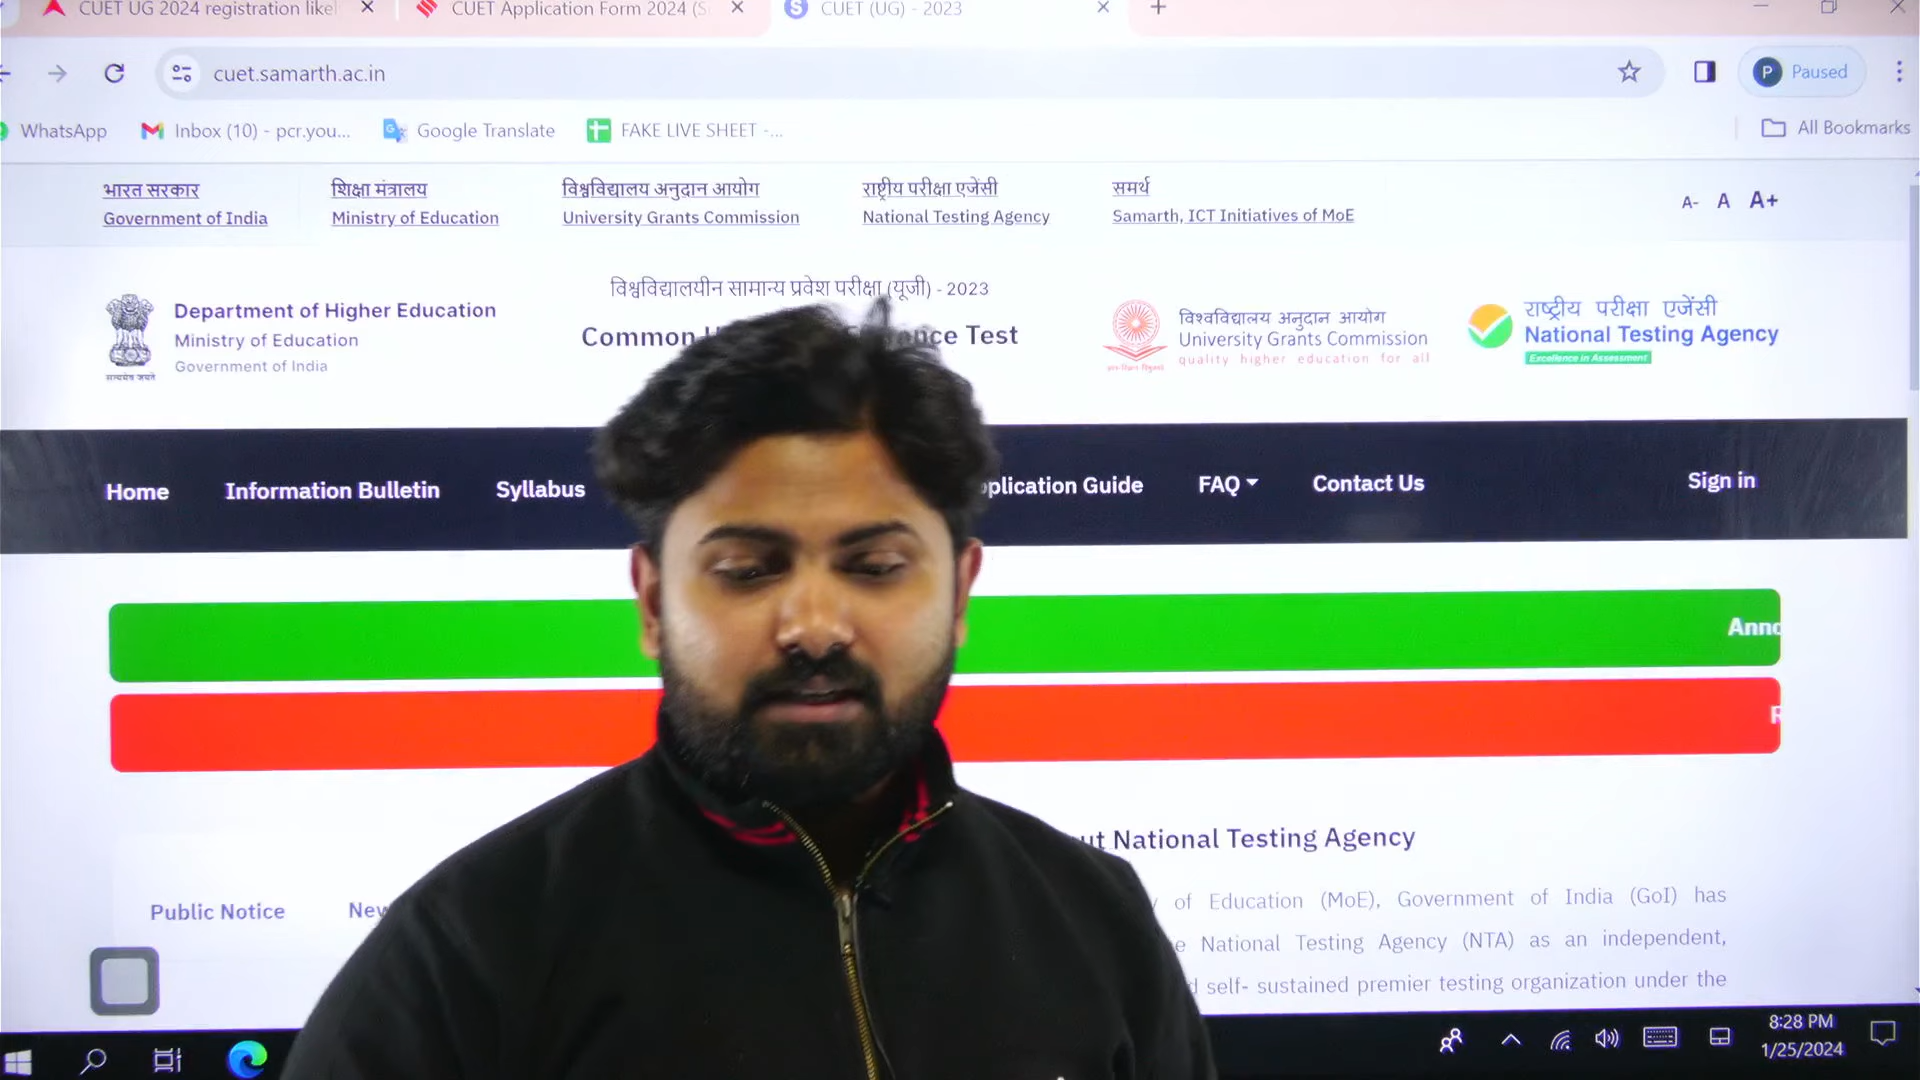 CUET UG 2024 registration likel
CUET Application Form 2024 (S
CUET (UG) - 2023
cuet.samarth.ac.in
P Paused
WhatsApp
Inbox (10) - pcr.you...
Google Translate
FAKE LIVE SHEET -...
All Bookmarks
भारत सरकार
Government of India
शिक्षा मंत्रालय
Ministry of Education
विश्वविद्यालय अनुदान आयोग
University Grants Commission
राष्ट्रीय परीक्षा एजेंसी
National Testing Agency
समर्थ
Samarth, ICT Initiatives of MoE
A- A A+
सत्यमेव जयते
Department of Higher Education
Ministry of Education
Government of India
विश्वविद्यालयीन सामान्य प्रवेश परीक्षा (यूजी) - 2023
Common Test
विश्वविद्यालय अनुदान आयोग
University Grants Commission
quality higher education for all
राष्ट्रीय परीक्षा एजेंसी
National Testing Agency
Excellence in Assessment
Home Information Bulletin Syllabus plication Guide FAQ Contact Us Sign in
Anno
ut National Testing Agency
Public Notice New
of Education (MoE), Government of India (GoI) has
National Testing Agency (NTA) as an independent,
self- sustained premier testing organization under the
8:28 PM
1/25/2024